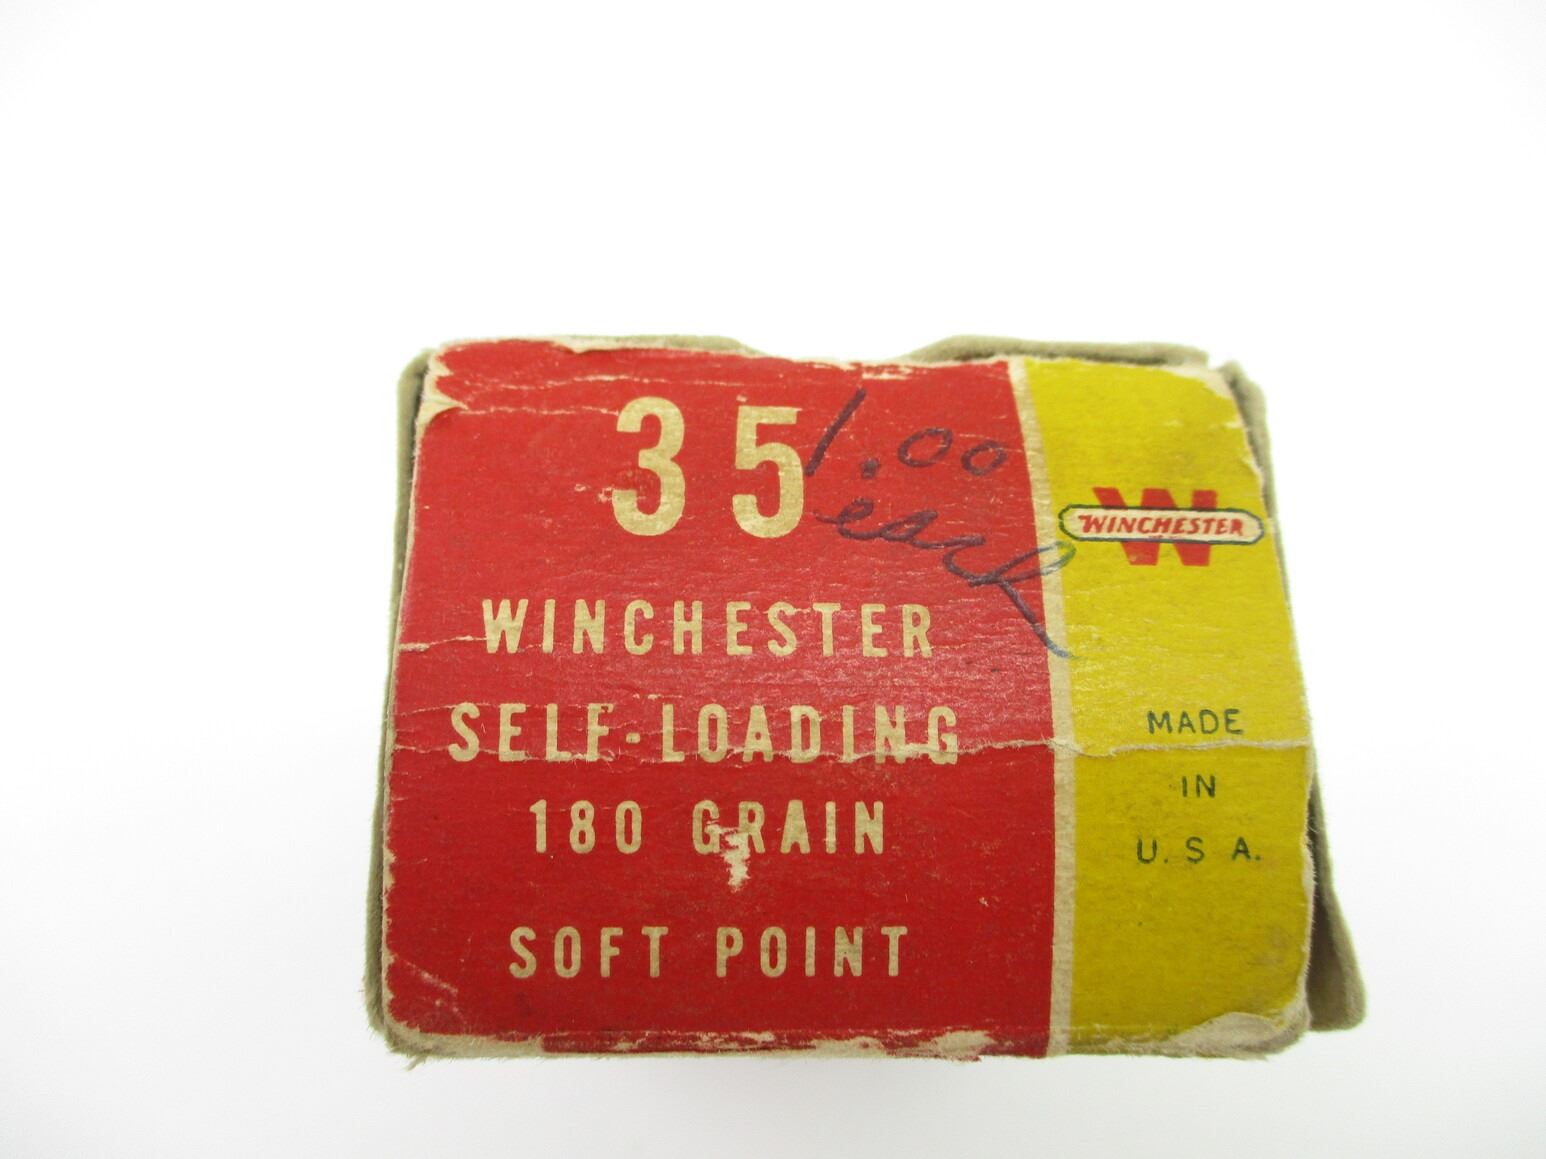 35
1.00
each
WINCHESTER
SELF-LOADING
180 GRAIN
SOFT POINT
W
WINCHESTER
MADE
IN
U. S A.